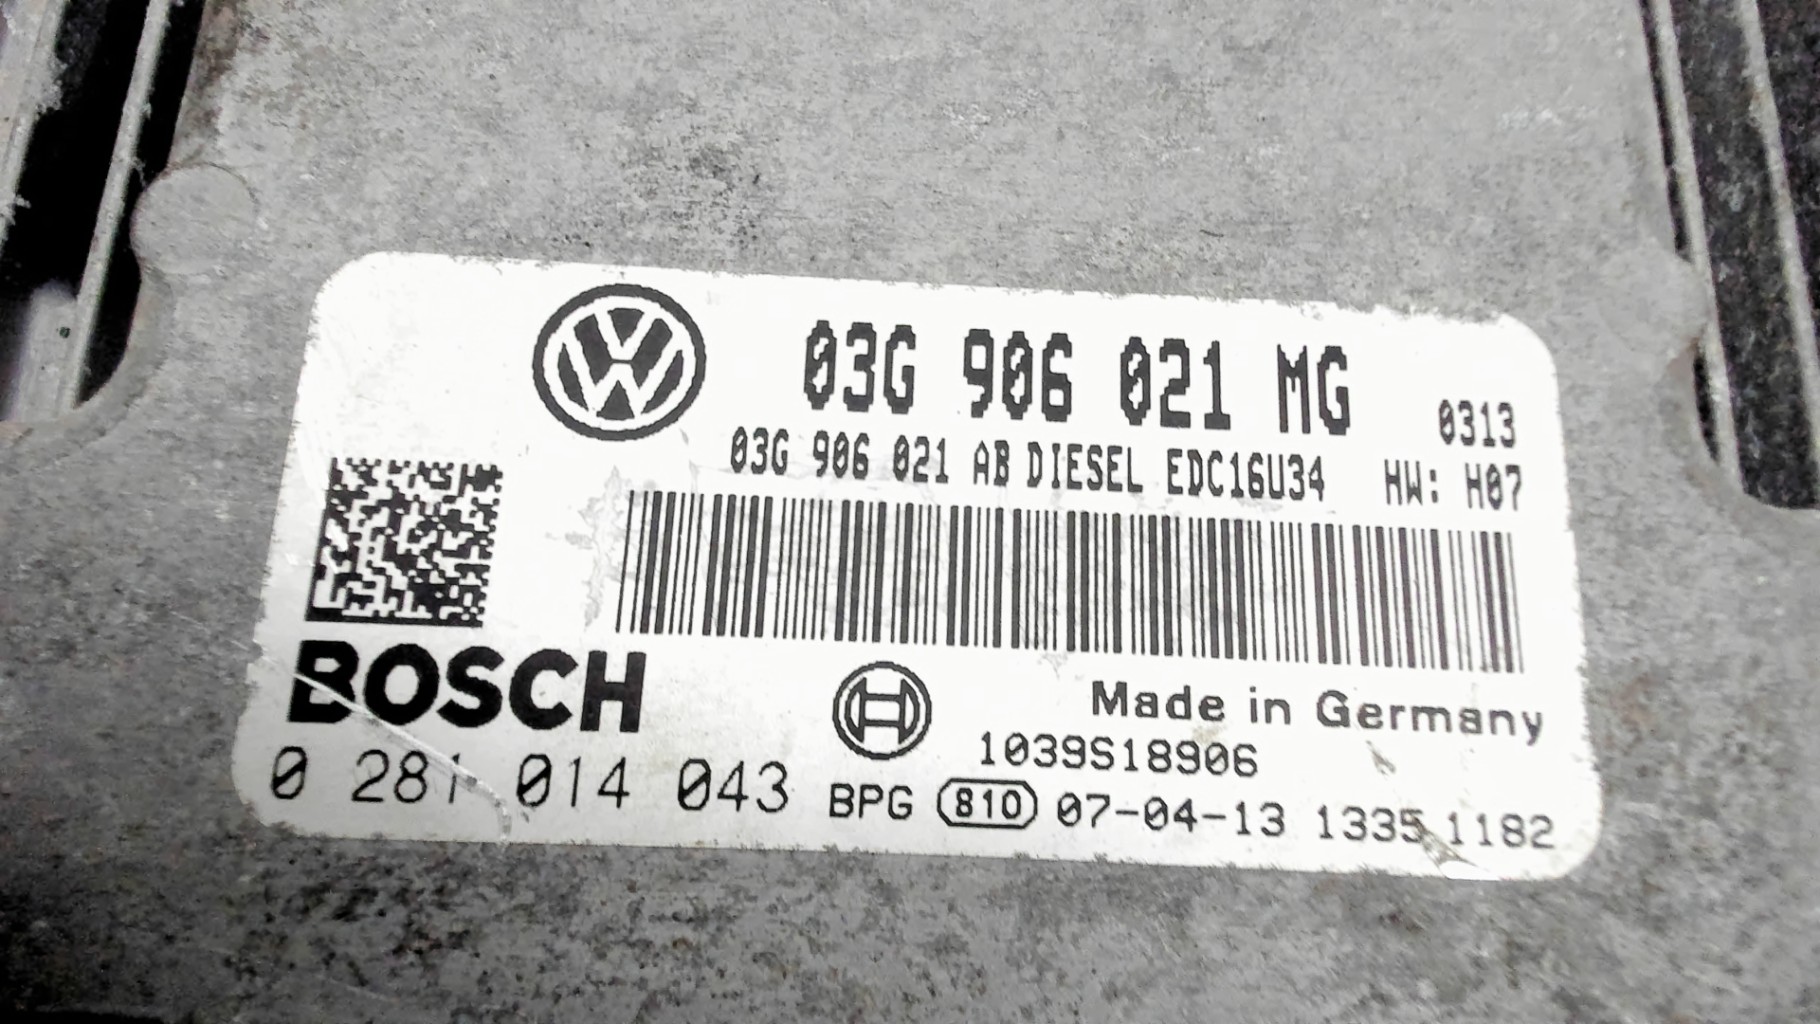 03G 906 021 MG 0313
03G 906 021 AB DIESEL EDC16U34 HW: H07
BOSCH
Made in Germany
1039S18906
0 281 014 043 BPG 810 07-04-13 1335 1182